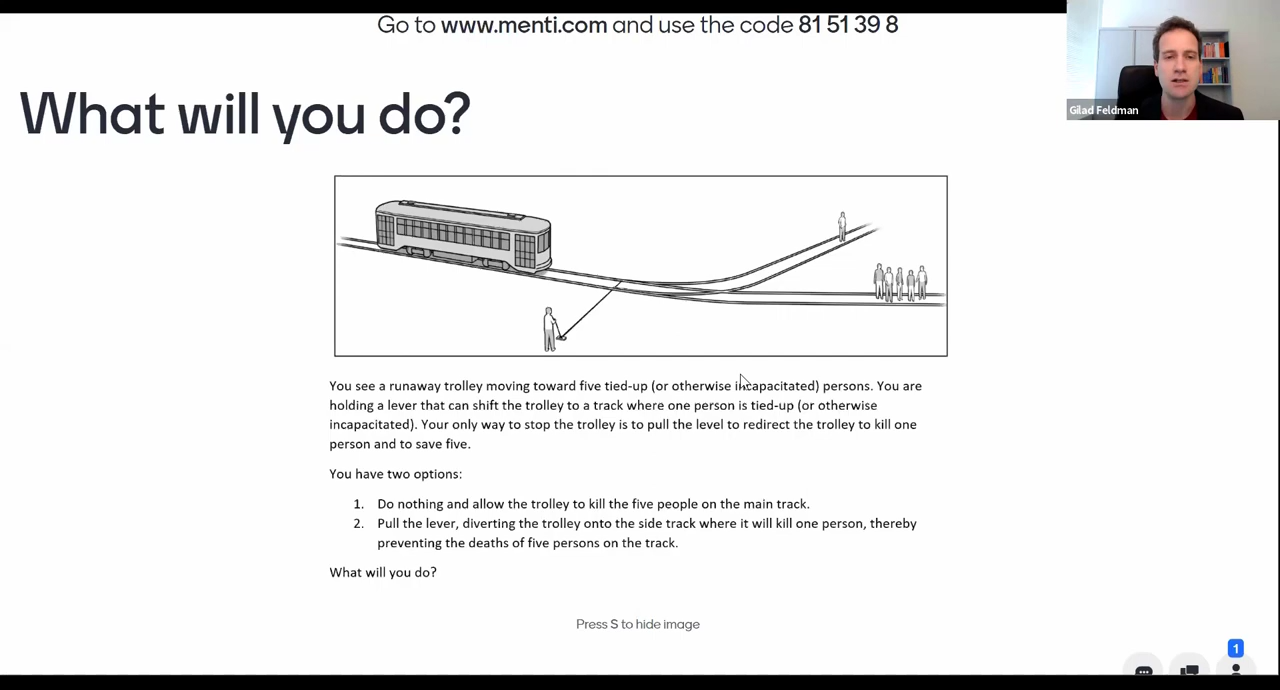 Go to www.menti.com and use the code 81 51 39 8
Gilad Feldman
What will you do?
You see a runaway trolley moving toward five tied-up (or otherwise incapacitated) persons. You are
holding a lever that can shift the trolley to a track where one person is tied-up (or otherwise
incapacitated). Your only way to stop the trolley is to pull the level to redirect the trolley to kill one
person and to save five.
You have two options:
1. Do nothing and allow the trolley to kill the five people on the main track.
2. Pull the lever, diverting the trolley onto the side track where it will kill one person, thereby
preventing the deaths of five persons on the track.
What will you do?
Press S to hide image
1